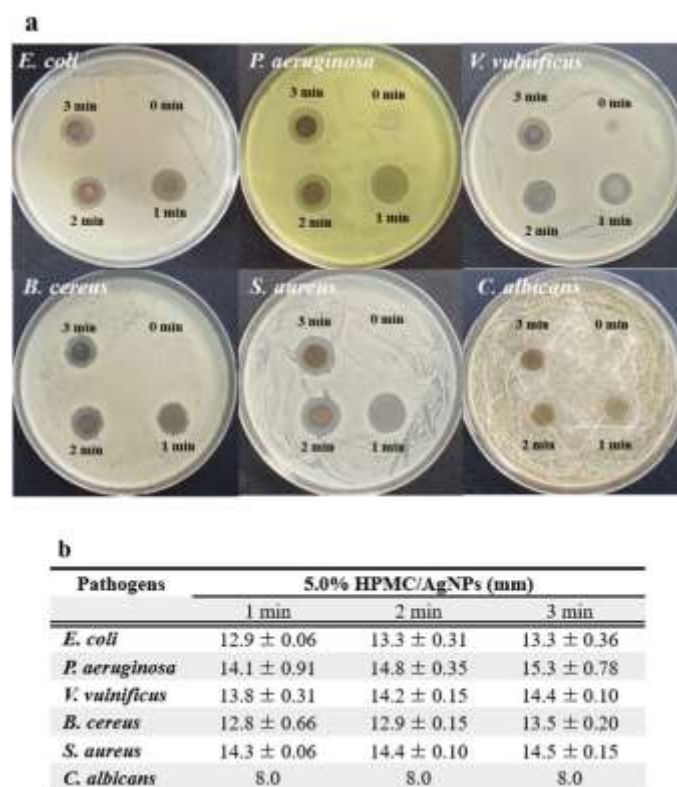 a
E. coli P. aeruginosa V. vulnificus
3 min 0 min 3 min 0 min 3 min 0 min
2 min 1 min 2 min 1 min 2 min 1 min
B. cereus S. aureus C. albicans
3 min 0 min 3 min 0 min 3 min 0 min
2 min 1 min 2 min 1 min 2 min 1 min
b
Pathogens 5.0% HPMC/AgNPs (mm)
1 min 2 min 3 min
E. coli 12.9 ± 0.06 13.3 ± 0.31 13.3 ± 0.36
P. aeruginosa 14.1 ± 0.91 14.8 ± 0.35 15.3 ± 0.78
V. vulnificus 13.8 ± 0.31 14.2 ± 0.15 14.4 ± 0.10
B. cereus 12.8 ± 0.66 12.9 ± 0.15 13.5 ± 0.20
S. aureus 14.3 ± 0.06 14.4 ± 0.10 14.5 ± 0.15
C. albicans 8.0 8.0 8.0